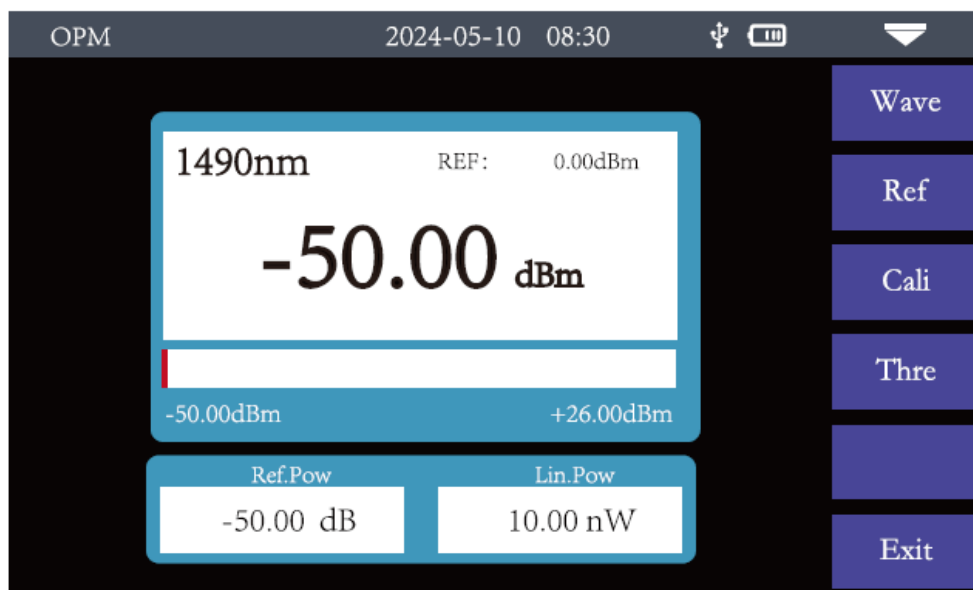 OPM 2024-05-10 08:30
1490nm REF: 0.00dBm
-50.00 dBm
-50.00dBm +26.00dBm
Ref.Pow Lin.Pow
-50.00 dB 10.00 nW
Wave
Ref
Cali
Thre
Exit